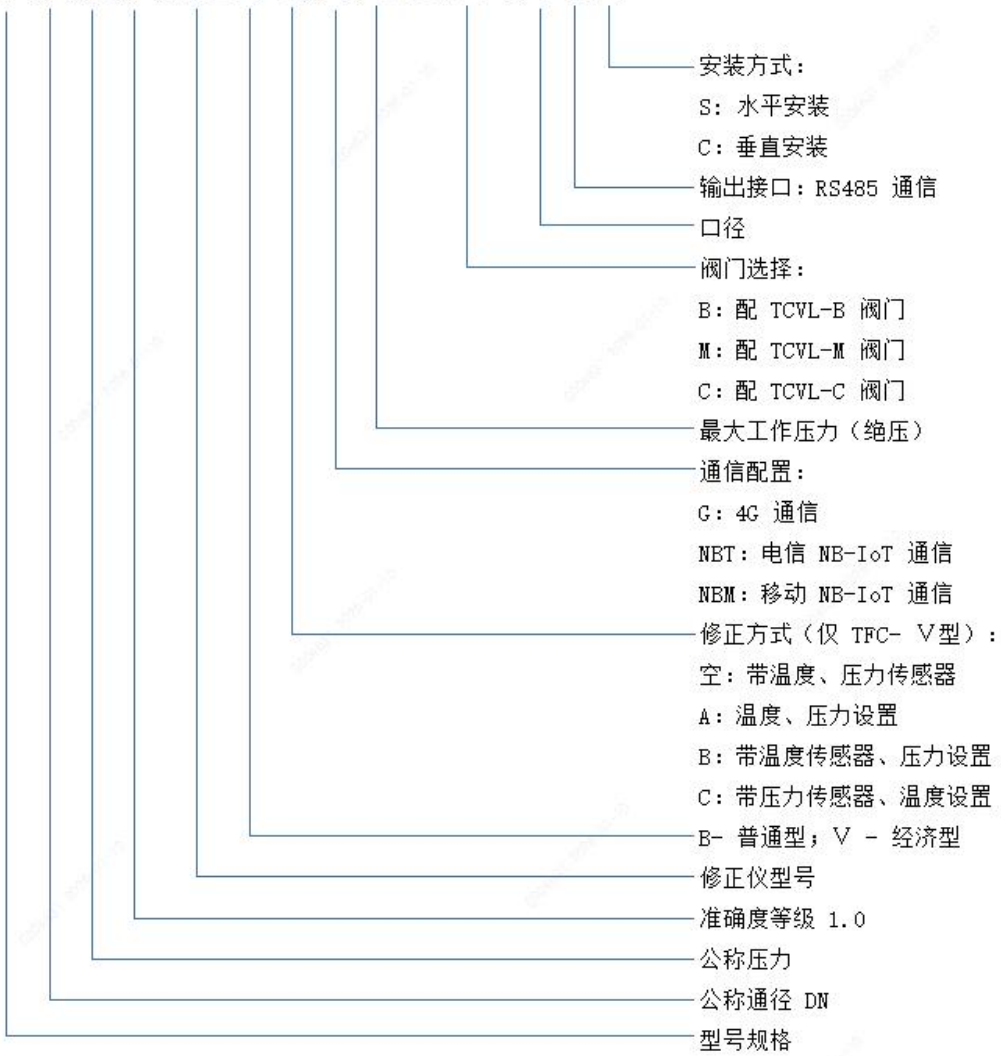 安装方式：
S: 水平安装
C: 垂直安装
输出接口：RS485 通信
口径
阀门选择：
B: 配 TCVL-B 阀门
M: 配 TCVL-M 阀门
C: 配 TCVL-C 阀门
最大工作压力（绝压）
通信配置：
G: 4G 通信
NBT: 电信 NB-IoT 通信
NBM: 移动 NB-IoT 通信
修正方式（仅 TFC- Ⅴ型）：
空: 带温度、压力传感器
A: 温度、压力设置
B: 带温度传感器、压力设置
C: 带压力传感器、温度设置
B- 普通型；Ⅴ - 经济型
修正仪型号
准确度等级 1.0
公称压力
公称通径 DN
型号规格